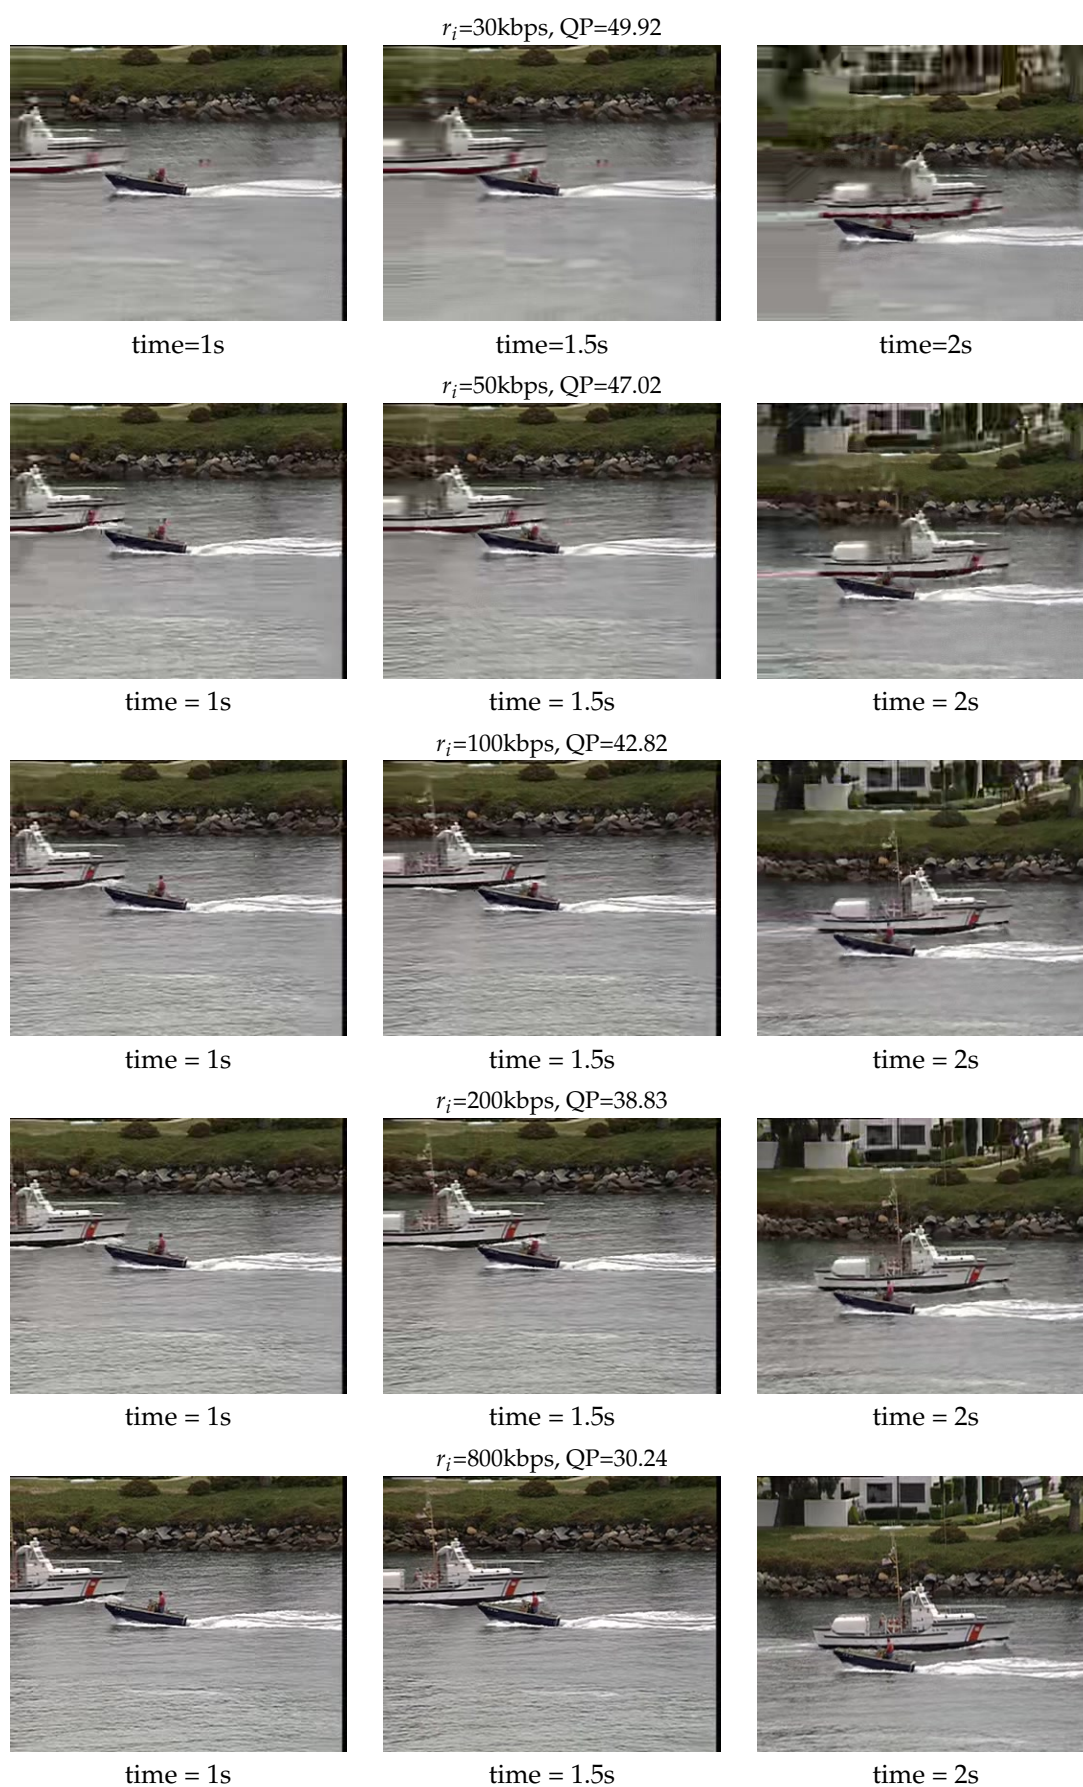 r_i=30kbps, QP=49.92
time=1s time=1.5s time=2s
r_i=50kbps, QP=47.02
time = 1s time = 1.5s time = 2s
r_i=100kbps, QP=42.82
time = 1s time = 1.5s time = 2s
r_i=200kbps, QP=38.83
time = 1s time = 1.5s time = 2s
r_i=800kbps, QP=30.24
time = 1s time = 1.5s time = 2s